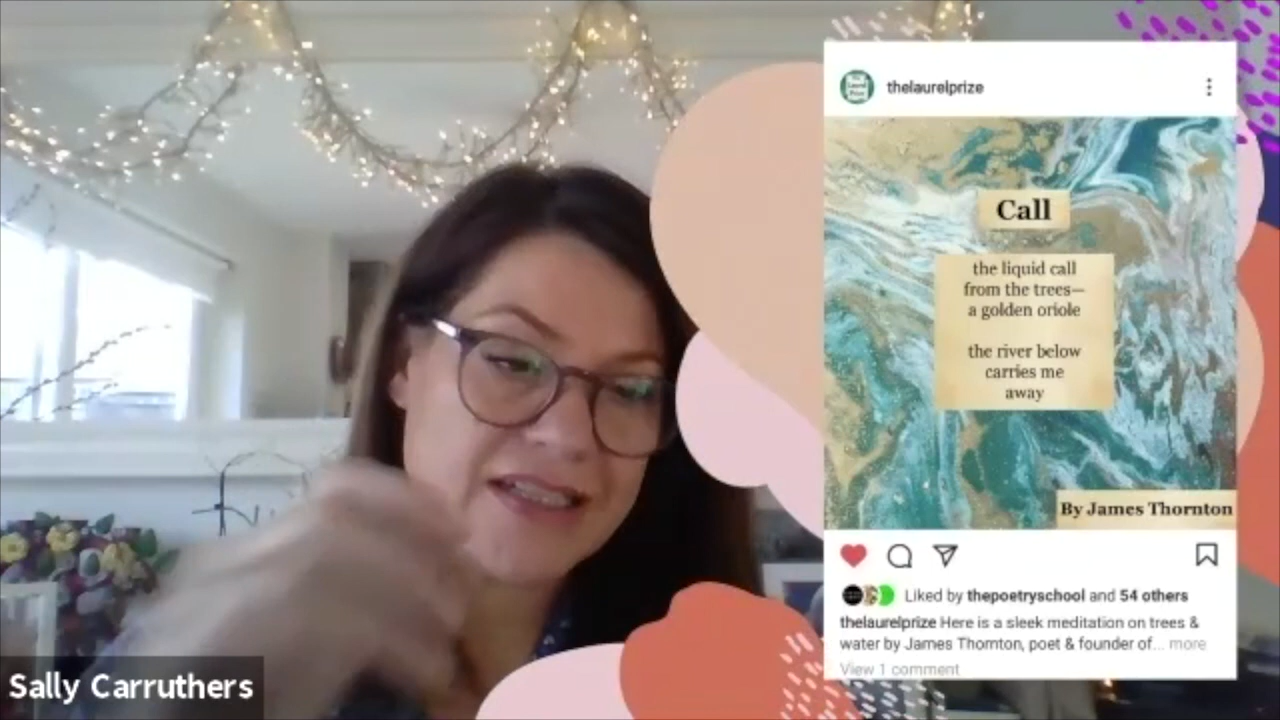 thelaurelprize
Call
the liquid call
from the trees—
a golden oriole
the river below
carries me
away
By James Thornton
Liked by thepoetryschool and 54 others
thelaurelprize Here is a sleek meditation on trees &
water by James Thornton, poet & founder of... more
View 1 comment
Sally Carruthers